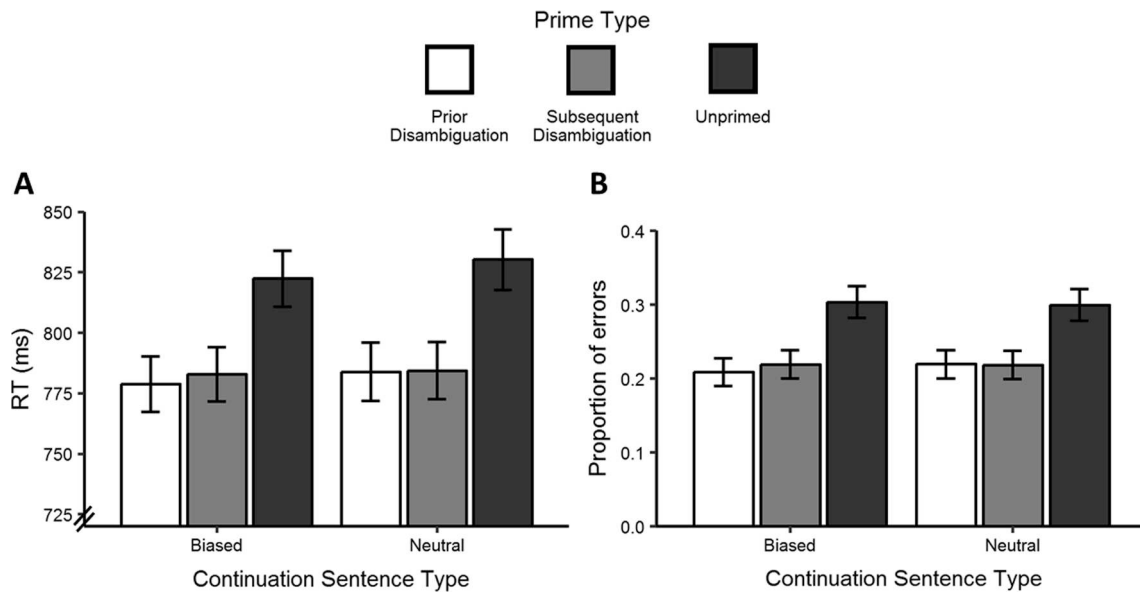 Prime Type
Prior
Disambiguation
Subsequent
Disambiguation
Unprimed
A
850
825
800
775
750
725
RT (ms)
Biased
Neutral
Continuation Sentence Type
B
0.4
0.3
0.2
0.1
0.0
Proportion of errors
Biased
Neutral
Continuation Sentence Type